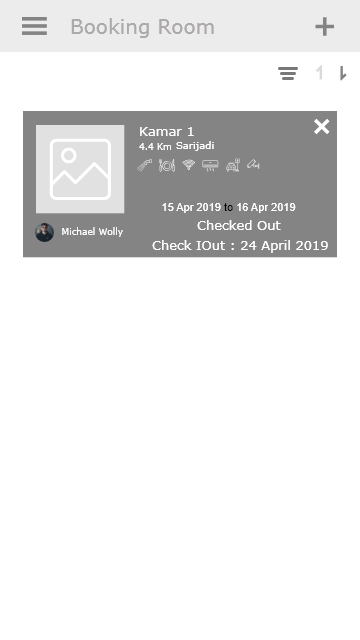 Booking Room
1
Kamar 1
4.4 Km Sarijadi
15 Apr 2019 to 16 Apr 2019
Michael Wolly
Checked Out
Check IOut : 24 April 2019